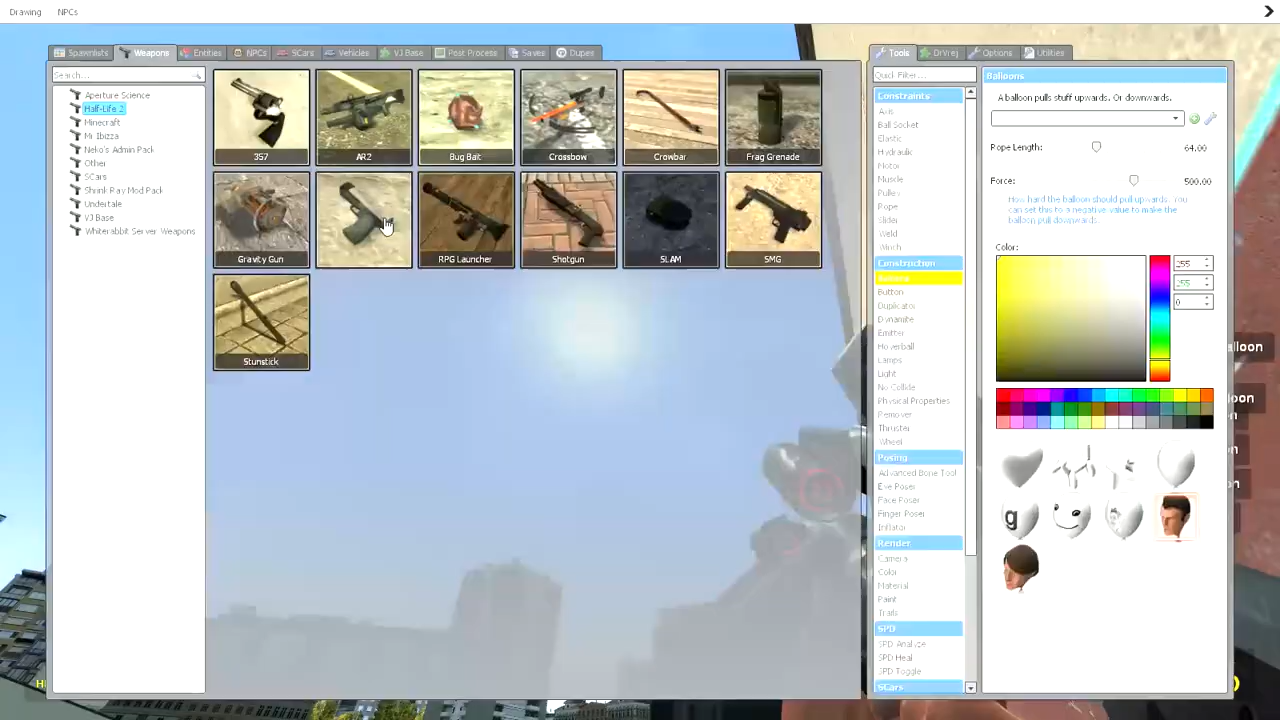 Drawing NPCs
Spawnlists Weapons Entities NPCs SCars Vehicles VJ Base Post Process Saves Dupes
Search...
Aperture Science
Half-Life 2
Minecraft
Mr Ibizza
Neko's Admin Pack
Other
SCars
Shrink Ray Mod Pack
Undertale
VJ Base
Whiterabbit Server Weapons
357 AR2 Bug Bait Crossbow Crowbar Frag Grenade
Gravity Gun RPG Launcher Shotgun SLAM SMG
Stunstick
Tools DrVrej Options Utilities
Quick Filter...
Constraints
Axis
Ball Socket
Elastic
Hydraulic
Motor
Muscle
Pulley
Rope
Slider
Weld
Winch
Construction
Button
Duplicator
Dynamite
Emitter
Hoverball
Lamps
Light
No Collide
Physical Properties
Remover
Thruster
Wheel
Posing
Advanced Bone Tool
Eye Poser
Face Poser
Finger Poser
Inflator
Render
Camera
Color
Material
Paint
Trails
SPD
SPD Analyze
SPD Heal
SPD Toggle
SCars
Balloons
A balloon pulls stuff upwards. Or downwards.
Rope Length: 64.00
Force: 500.00
How hard the balloon should pull upwards. You
can set this to a negative value to make the
balloon pull downwards.
Color:
255
255
0
g